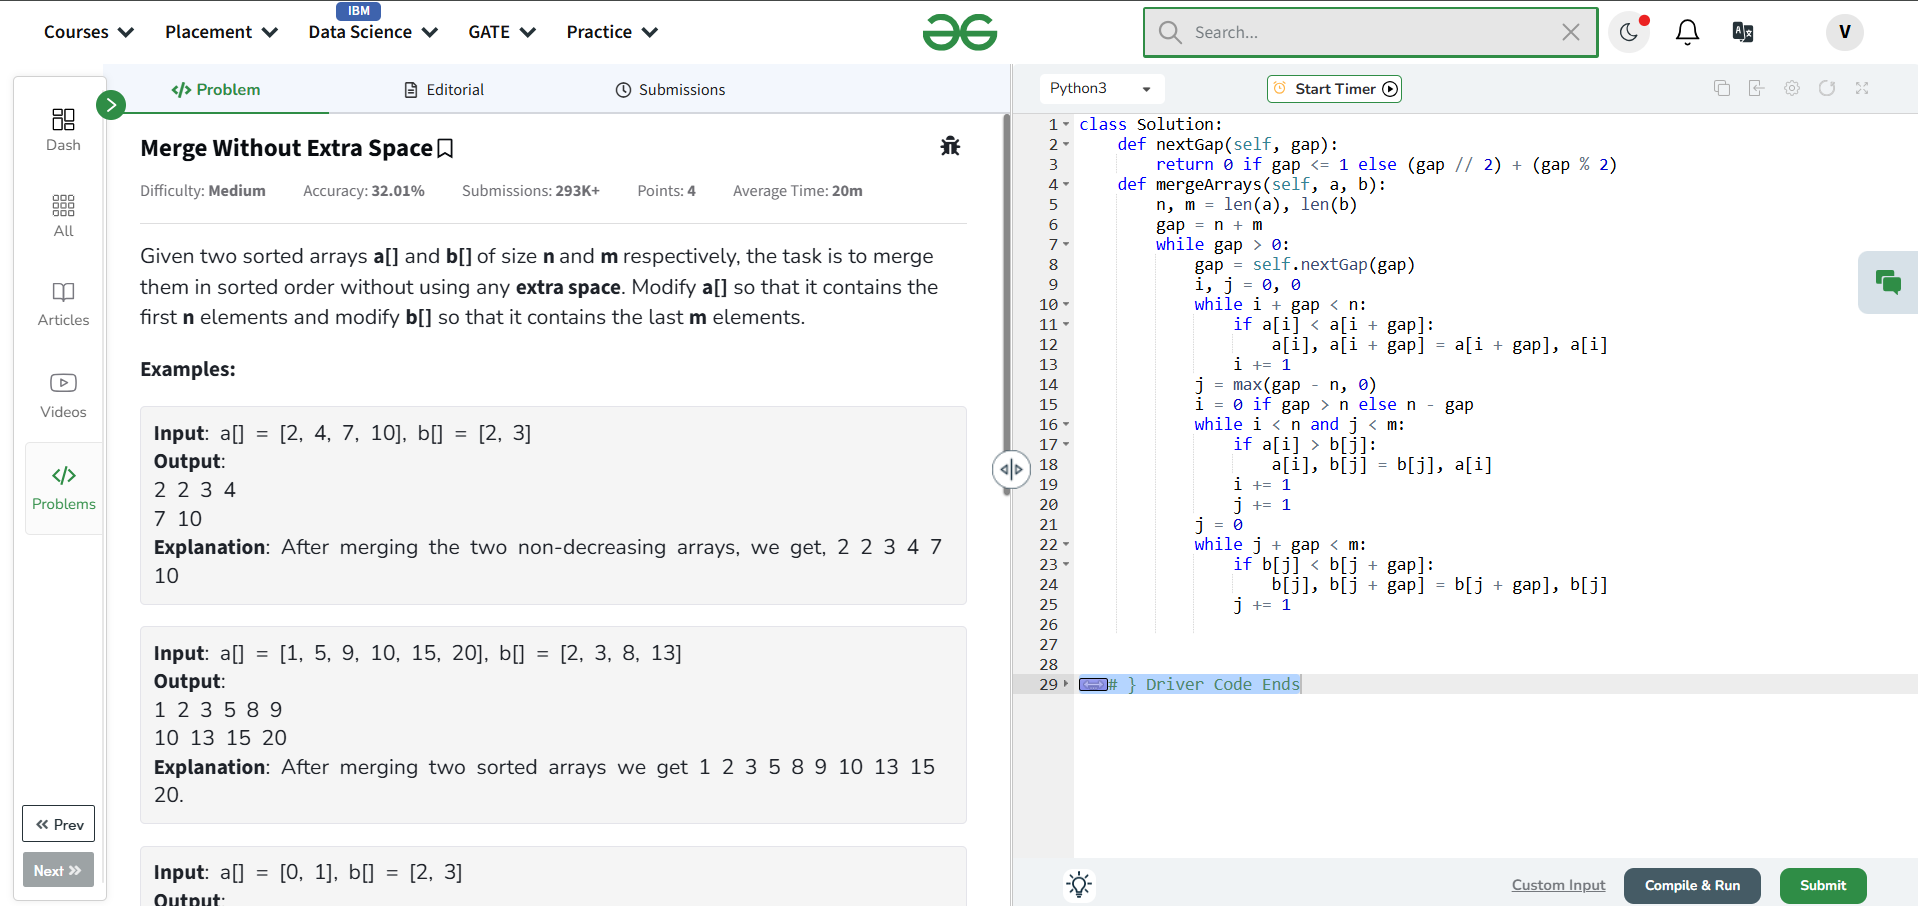 IBM
Courses Placement Data Science GATE Practice Search... V
Problem Editorial Submissions
Python3 Start Timer
Dash
All
Articles
Videos
Problems
Prev
Next
Merge Without Extra Space
Difficulty: Medium Accuracy: 32.01% Submissions: 293K+ Points: 4 Average Time: 20m
Given two sorted arrays a[] and b[] of size n and m respectively, the task is to merge
them in sorted order without using any extra space. Modify a[] so that it contains the
first n elements and modify b[] so that it contains the last m elements.
Examples:
Input: a[] = [2, 4, 7, 10], b[] = [2, 3]
Output:
2 2 3 4
7 10
Explanation: After merging the two non-decreasing arrays, we get, 2 2 3 4 7
10
Input: a[] = [1, 5, 9, 10, 15, 20], b[] = [2, 3, 8, 13]
Output:
1 2 3 5 8 9
10 13 15 20
Explanation: After merging two sorted arrays we get 1 2 3 5 8 9 10 13 15
20.
Input: a[] = [0, 1], b[] = [2, 3]
Output:
1 class Solution:
2     def nextGap(self, gap):
3         return 0 if gap <= 1 else (gap // 2) + (gap % 2)
4     def mergeArrays(self, a, b):
5         n, m = len(a), len(b)
6         gap = n + m
7         while gap > 0:
8             gap = self.nextGap(gap)
9             i, j = 0, 0
10             while i + gap < n:
11                 if a[i] < a[i + gap]:
12                     a[i], a[i + gap] = a[i + gap], a[i]
13                 i += 1
14             j = max(gap - n, 0)
15             i = 0 if gap > n else n - gap
16             while i < n and j < m:
17                 if a[i] > b[j]:
18                     a[i], b[j] = b[j], a[i]
19                 i += 1
20                 j += 1
21             j = 0
22             while j + gap < m:
23                 if b[j] < b[j + gap]:
24                     b[j], b[j + gap] = b[j + gap], b[j]
25                 j += 1
26
27
28
29 # } Driver Code Ends
Custom Input Compile & Run Submit